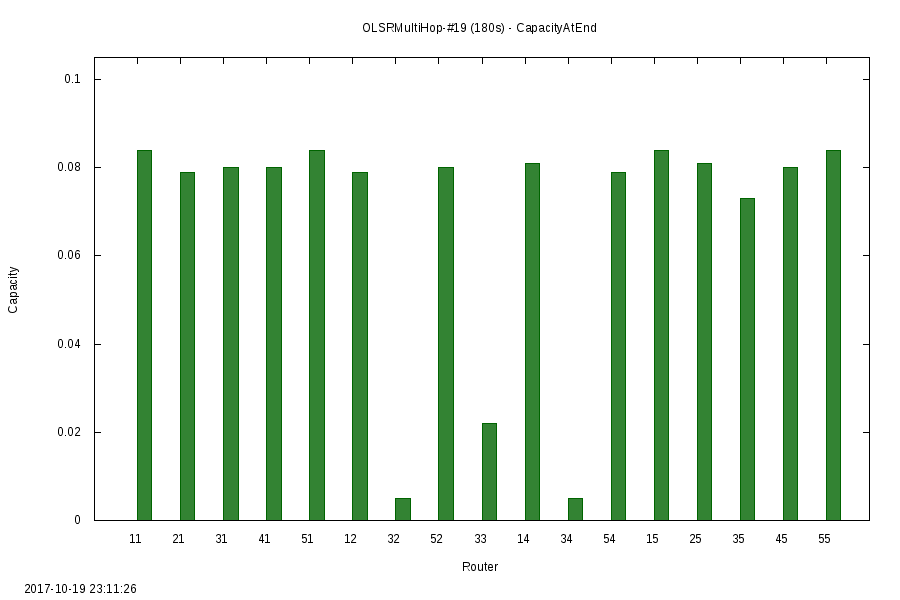 OLSRMultiHop-#19 (180s) - CapacityAtEnd
0.1
0.08
0.06
0.04
0.02
0
Capacity
11 21 31 41 51 12 32 52 33 14 34 54 15 25 35 45 55
Router
2017-10-19 23:11:26